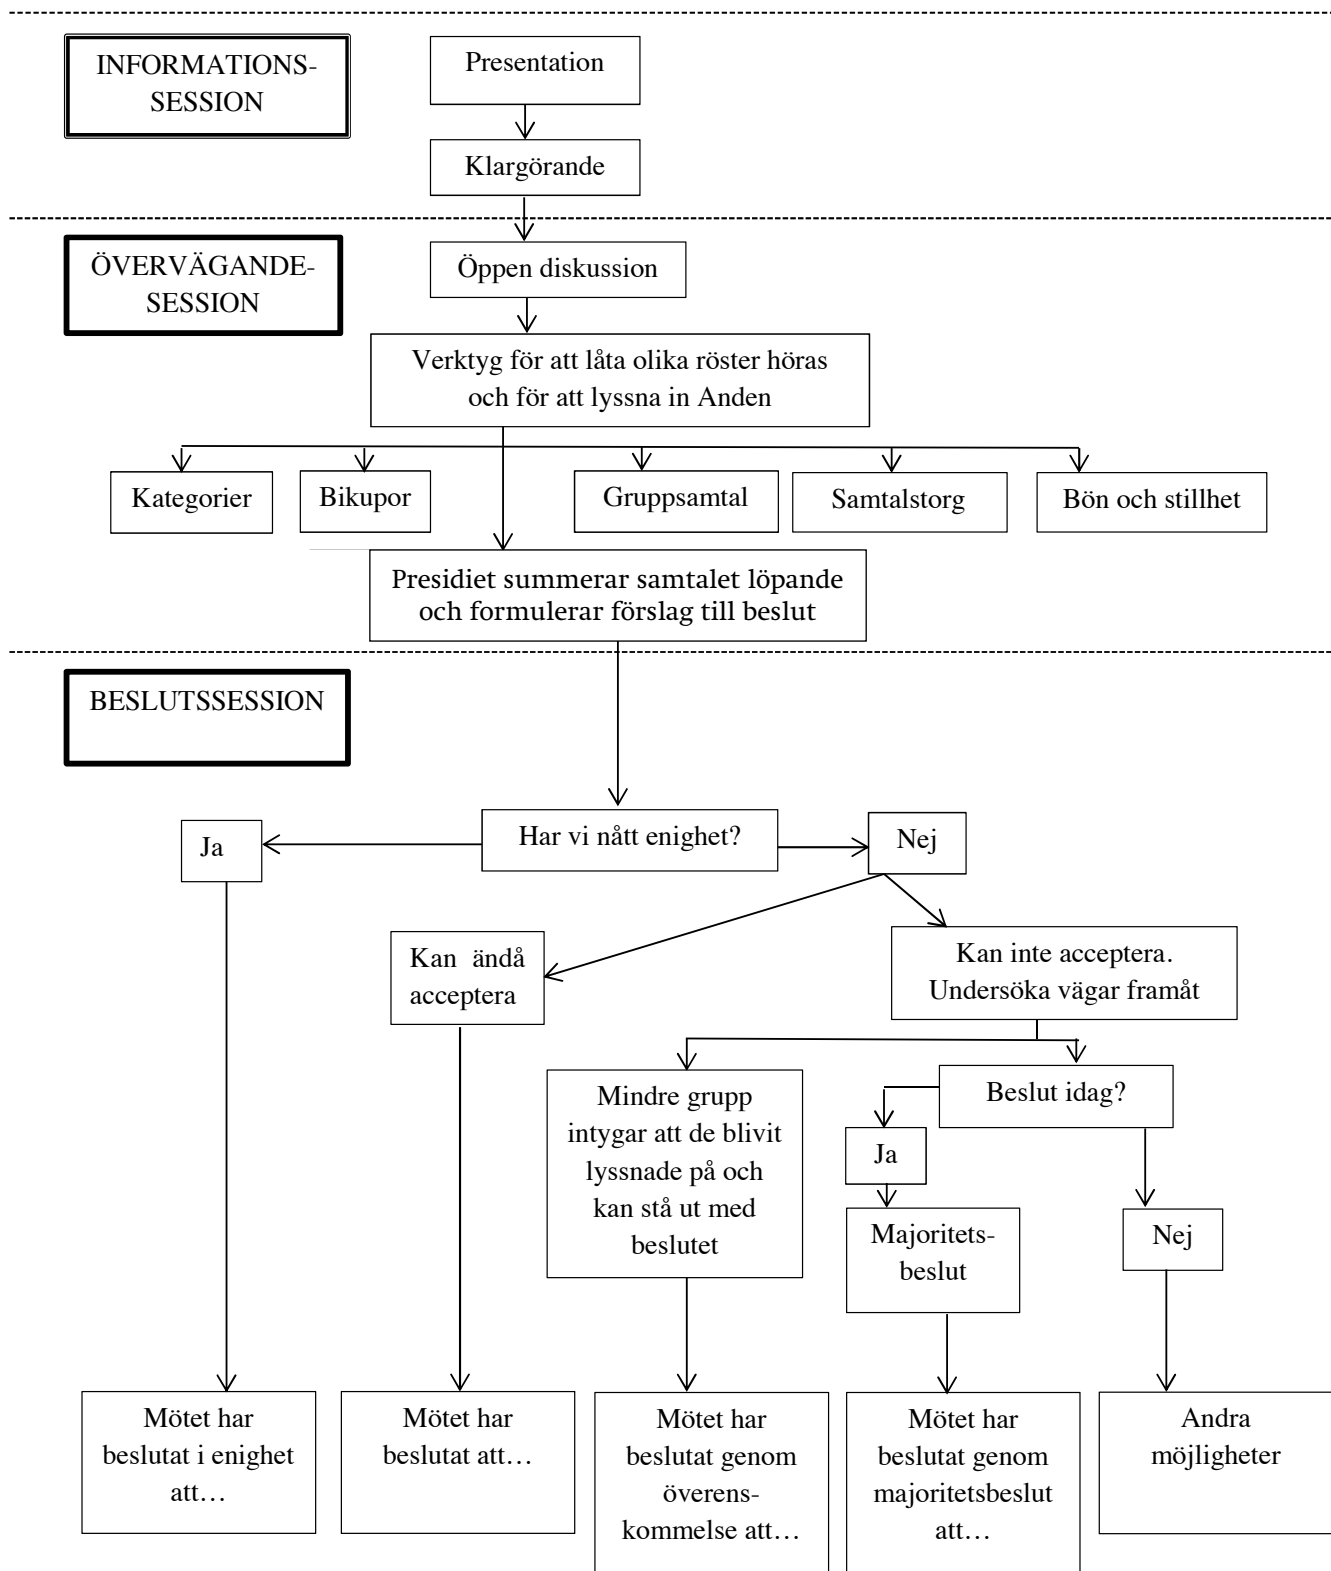 INFORMATIONS-
SESSION
Presentation
Klargörande
ÖVERVÄGANDE-
SESSION
Öppen diskussion
Verktyg för att låta olika röster höras
och för att lyssna in Anden
Kategorier
Bikupor
Gruppsamtal
Samtalstorg
Bön och stillhet
Presidiet summerar samtalet löpande
och formulerar förslag till beslut
BESLUTSSESSION
Har vi nått enighet?
Ja
Nej
Kan ändå
acceptera
Kan inte acceptera.
Undersöka vägar framåt
Mindre grupp
intygar att de blivit
lyssnade på och
kan stå ut med
beslutet
Beslut idag?
Ja
Majoritets-
beslut
Nej
Mötet har
beslutat i enighet
att…
Mötet har
beslutat att…
Mötet har
beslutat genom
överens-
kommelse att…
Mötet har
beslutat genom
majoritetsbeslut
att…
Andra
möjligheter